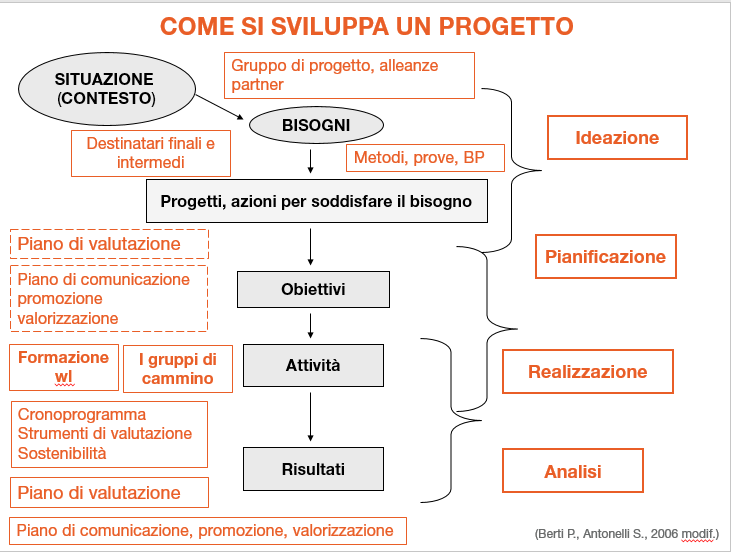 COME SI SVILUPPA UN PROGETTO
SITUAZIONE
(CONTESTO)
Gruppo di progetto, alleanze
partner
BISOGNI
Ideazione
Destinatari finali e
intermedi
Metodi, prove, BP
Progetti, azioni per soddisfare il bisogno
Piano di valutazione
Pianificazione
Piano di comunicazione
promozione
valorizzazione
Obiettivi
Formazione
wl
I gruppi di
cammino
Attività
Realizzazione
Cronoprogramma
Strumenti di valutazione
Sostenibilità
Risultati
Analisi
Piano di valutazione
Piano di comunicazione, promozione, valorizzazione
(Berti P., Antonelli S., 2006 modif.)